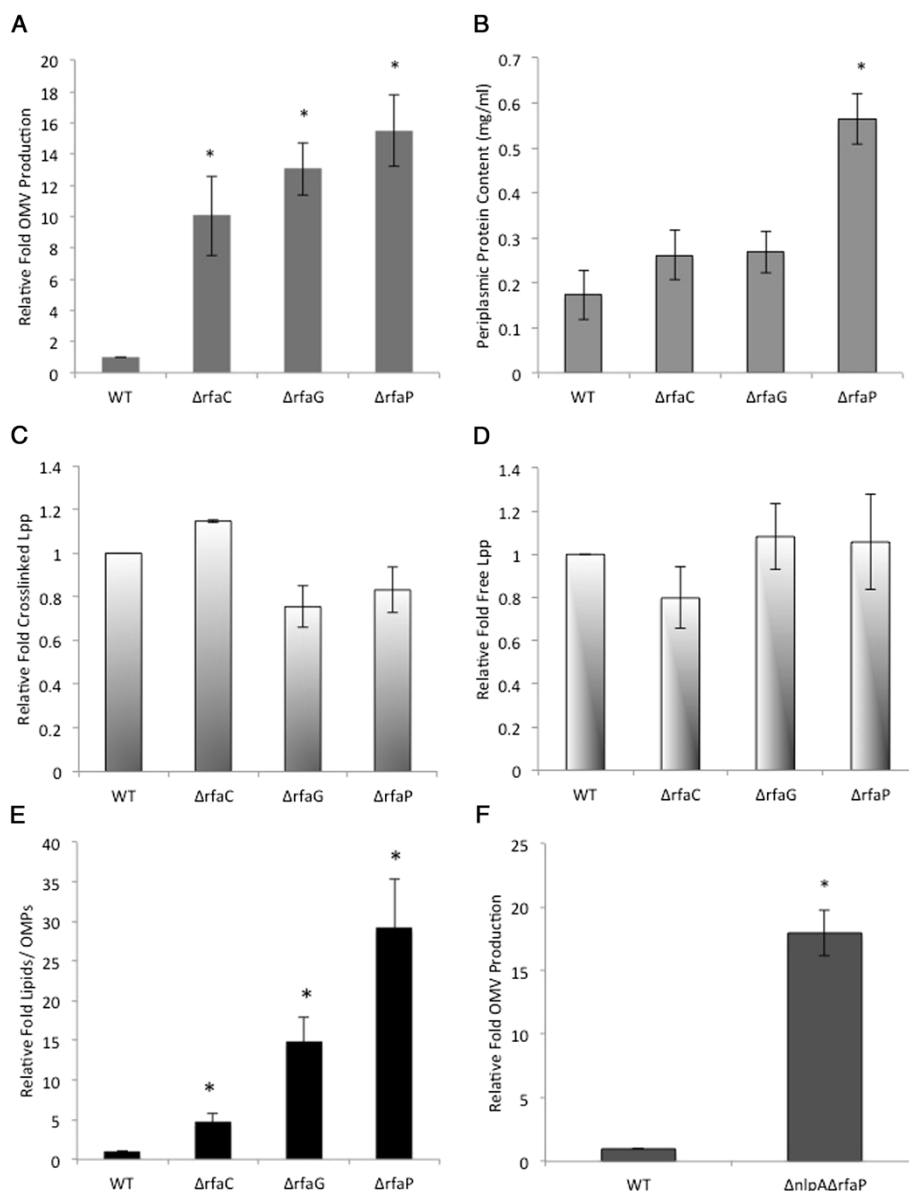 A
Relative Fold OMV Production
20
18
16
14
12
10
8
6
4
2
0
*
*
*
WT
ΔrfaC
ΔrfaG
ΔrfaP
B
Periplasmic Protein Content (mg/ml)
0.7
0.6
0.5
0.4
0.3
0.2
0.1
0
*
WT
ΔrfaC
ΔrfaG
ΔrfaP
C
Relative Fold Crosslinked Lpp
1.4
1.2
1
0.8
0.6
0.4
0.2
0
WT
ΔrfaC
ΔrfaG
ΔrfaP
D
Relative Fold Free Lpp
1.4
1.2
1
0.8
0.6
0.4
0.2
0
WT
ΔrfaC
ΔrfaG
ΔrfaP
E
Relative Fold Lipids/ OMPs
40
35
30
25
20
15
10
5
0
*
*
*
WT
ΔrfaC
ΔrfaG
ΔrfaP
F
Relative Fold OMV Production
25
20
15
10
5
0
*
WT
ΔnlpAΔrfaP